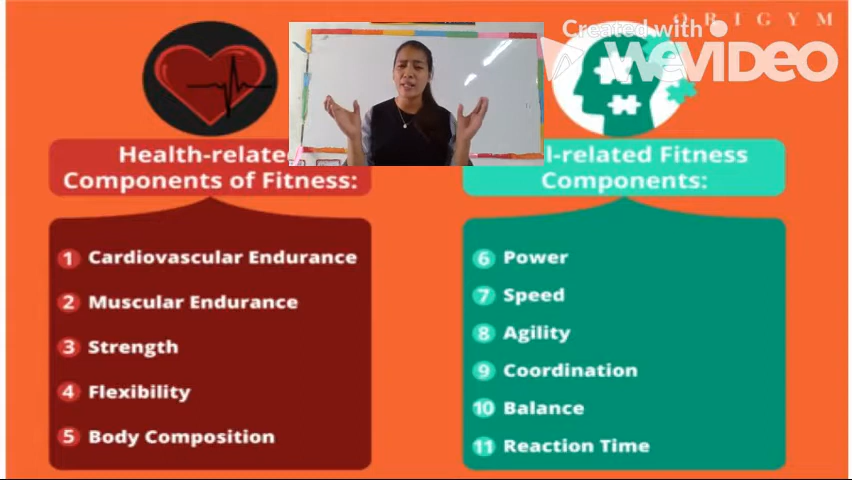 ORIGYM
Created with
WEVIDEO
Health-relate
Components of Fitness:
1 Cardiovascular Endurance
2 Muscular Endurance
3 Strength
4 Flexibility
5 Body Composition
l-related Fitness
Components:
6 Power
7 Speed
8 Agility
9 Coordination
10 Balance
11 Reaction Time